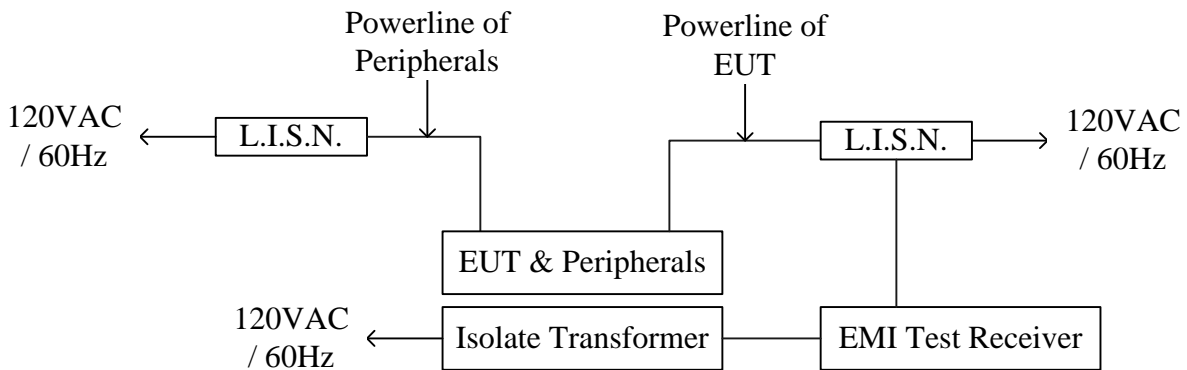 Powerline of
Peripherals
Powerline of
EUT
120VAC
/ 60Hz
L.I.S.N.
L.I.S.N.
120VAC
/ 60Hz
EUT & Peripherals
120VAC
/ 60Hz
Isolate Transformer
EMI Test Receiver